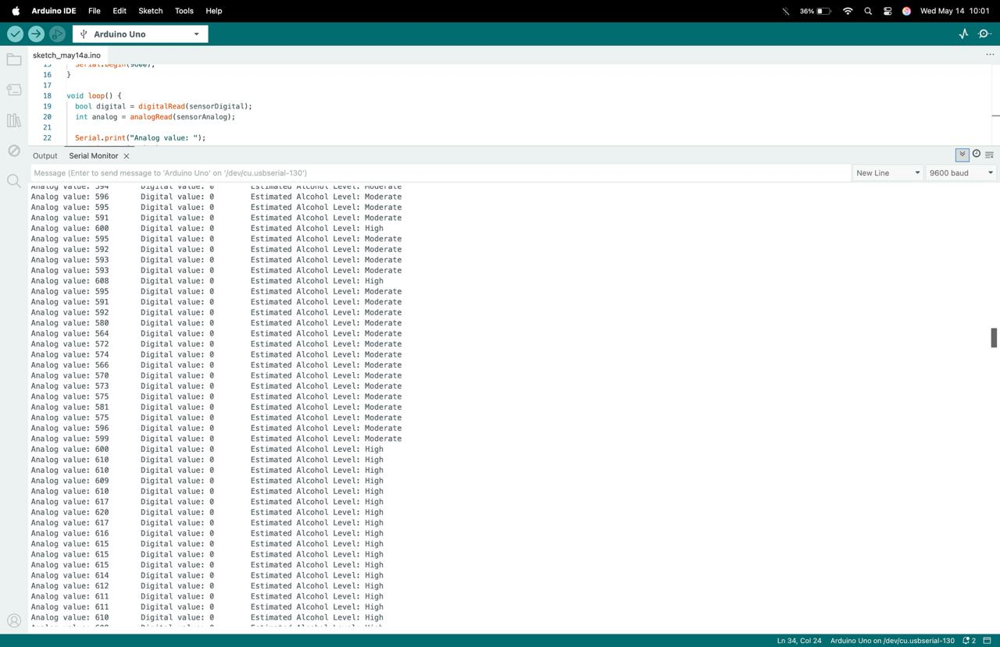 Arduino IDE File Edit Sketch Tools Help 36% Wed May 14 10:01
Arduino Uno
sketch_may14a.ino
15 Serial.begin(9600);
16 }
17
18 void loop() {
19 bool digital = digitalRead(sensorDigital);
20 int analog = analogRead(sensorAnalog);
21
22 Serial.print("Analog value: ");
Output Serial Monitor
Message (Enter to send message to 'Arduino Uno' on '/dev/cu.usbserial-130') New Line 9600 baud
Analog value: 594 Digital value: 0 Estimated Alcohol Level: Moderate
Analog value: 596 Digital value: 0 Estimated Alcohol Level: Moderate
Analog value: 595 Digital value: 0 Estimated Alcohol Level: Moderate
Analog value: 591 Digital value: 0 Estimated Alcohol Level: Moderate
Analog value: 600 Digital value: 0 Estimated Alcohol Level: High
Analog value: 595 Digital value: 0 Estimated Alcohol Level: Moderate
Analog value: 592 Digital value: 0 Estimated Alcohol Level: Moderate
Analog value: 593 Digital value: 0 Estimated Alcohol Level: Moderate
Analog value: 593 Digital value: 0 Estimated Alcohol Level: Moderate
Analog value: 608 Digital value: 0 Estimated Alcohol Level: High
Analog value: 595 Digital value: 0 Estimated Alcohol Level: Moderate
Analog value: 591 Digital value: 0 Estimated Alcohol Level: Moderate
Analog value: 592 Digital value: 0 Estimated Alcohol Level: Moderate
Analog value: 580 Digital value: 0 Estimated Alcohol Level: Moderate
Analog value: 564 Digital value: 0 Estimated Alcohol Level: Moderate
Analog value: 572 Digital value: 0 Estimated Alcohol Level: Moderate
Analog value: 574 Digital value: 0 Estimated Alcohol Level: Moderate
Analog value: 566 Digital value: 0 Estimated Alcohol Level: Moderate
Analog value: 570 Digital value: 0 Estimated Alcohol Level: Moderate
Analog value: 573 Digital value: 0 Estimated Alcohol Level: Moderate
Analog value: 575 Digital value: 0 Estimated Alcohol Level: Moderate
Analog value: 581 Digital value: 0 Estimated Alcohol Level: Moderate
Analog value: 575 Digital value: 0 Estimated Alcohol Level: Moderate
Analog value: 596 Digital value: 0 Estimated Alcohol Level: Moderate
Analog value: 599 Digital value: 0 Estimated Alcohol Level: Moderate
Analog value: 600 Digital value: 0 Estimated Alcohol Level: High
Analog value: 610 Digital value: 0 Estimated Alcohol Level: High
Analog value: 610 Digital value: 0 Estimated Alcohol Level: High
Analog value: 609 Digital value: 0 Estimated Alcohol Level: High
Analog value: 610 Digital value: 0 Estimated Alcohol Level: High
Analog value: 617 Digital value: 0 Estimated Alcohol Level: High
Analog value: 620 Digital value: 0 Estimated Alcohol Level: High
Analog value: 617 Digital value: 0 Estimated Alcohol Level: High
Analog value: 616 Digital value: 0 Estimated Alcohol Level: High
Analog value: 615 Digital value: 0 Estimated Alcohol Level: High
Analog value: 615 Digital value: 0 Estimated Alcohol Level: High
Analog value: 615 Digital value: 0 Estimated Alcohol Level: High
Analog value: 614 Digital value: 0 Estimated Alcohol Level: High
Analog value: 612 Digital value: 0 Estimated Alcohol Level: High
Analog value: 611 Digital value: 0 Estimated Alcohol Level: High
Analog value: 611 Digital value: 0 Estimated Alcohol Level: High
Analog value: 610 Digital value: 0 Estimated Alcohol Level: High
Ln 34, Col 24 Arduino Uno on /dev/cu.usbserial-130 2